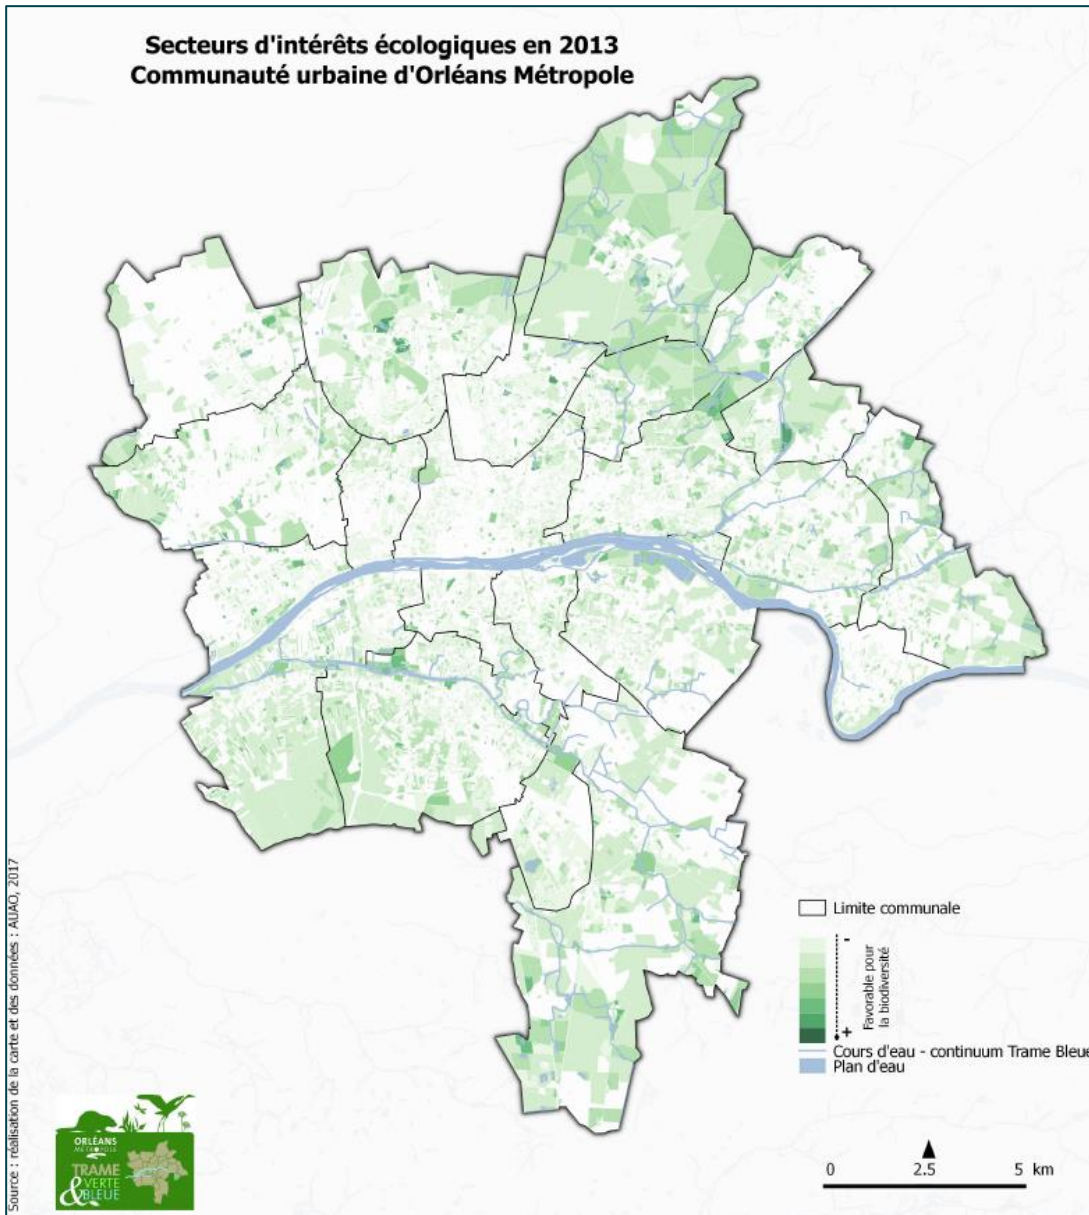 Secteurs d'intérêts écologiques en 2013
Communauté urbaine d'Orléans Métropole
Limite communale
-
Favorable pour
la biodiversité
+
Cours d'eau - continuum Trame Bleue
Plan d'eau
0 2.5 5 km
Source : réalisation de la carte et des données : AUAO, 2017
ORLÉANS
MÉTROPOLE
TRAME
VERTE
& BLEUE